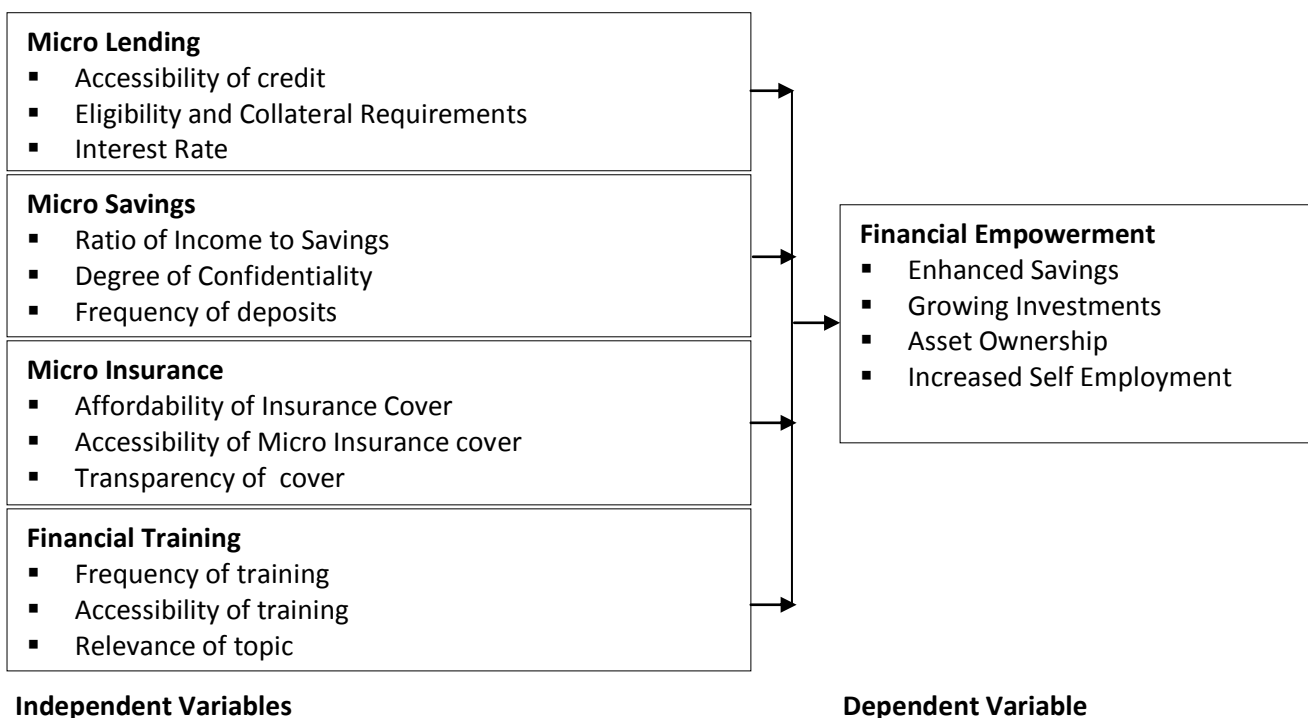 Micro Lending
▪ Accessibility of credit
▪ Eligibility and Collateral Requirements
▪ Interest Rate
Micro Savings
▪ Ratio of Income to Savings
▪ Degree of Confidentiality
▪ Frequency of deposits
Micro Insurance
▪ Affordability of Insurance Cover
▪ Accessibility of Micro Insurance cover
▪ Transparency of cover
Financial Training
▪ Frequency of training
▪ Accessibility of training
▪ Relevance of topic
Independent Variables
Financial Empowerment
▪ Enhanced Savings
▪ Growing Investments
▪ Asset Ownership
▪ Increased Self Employment
Dependent Variable